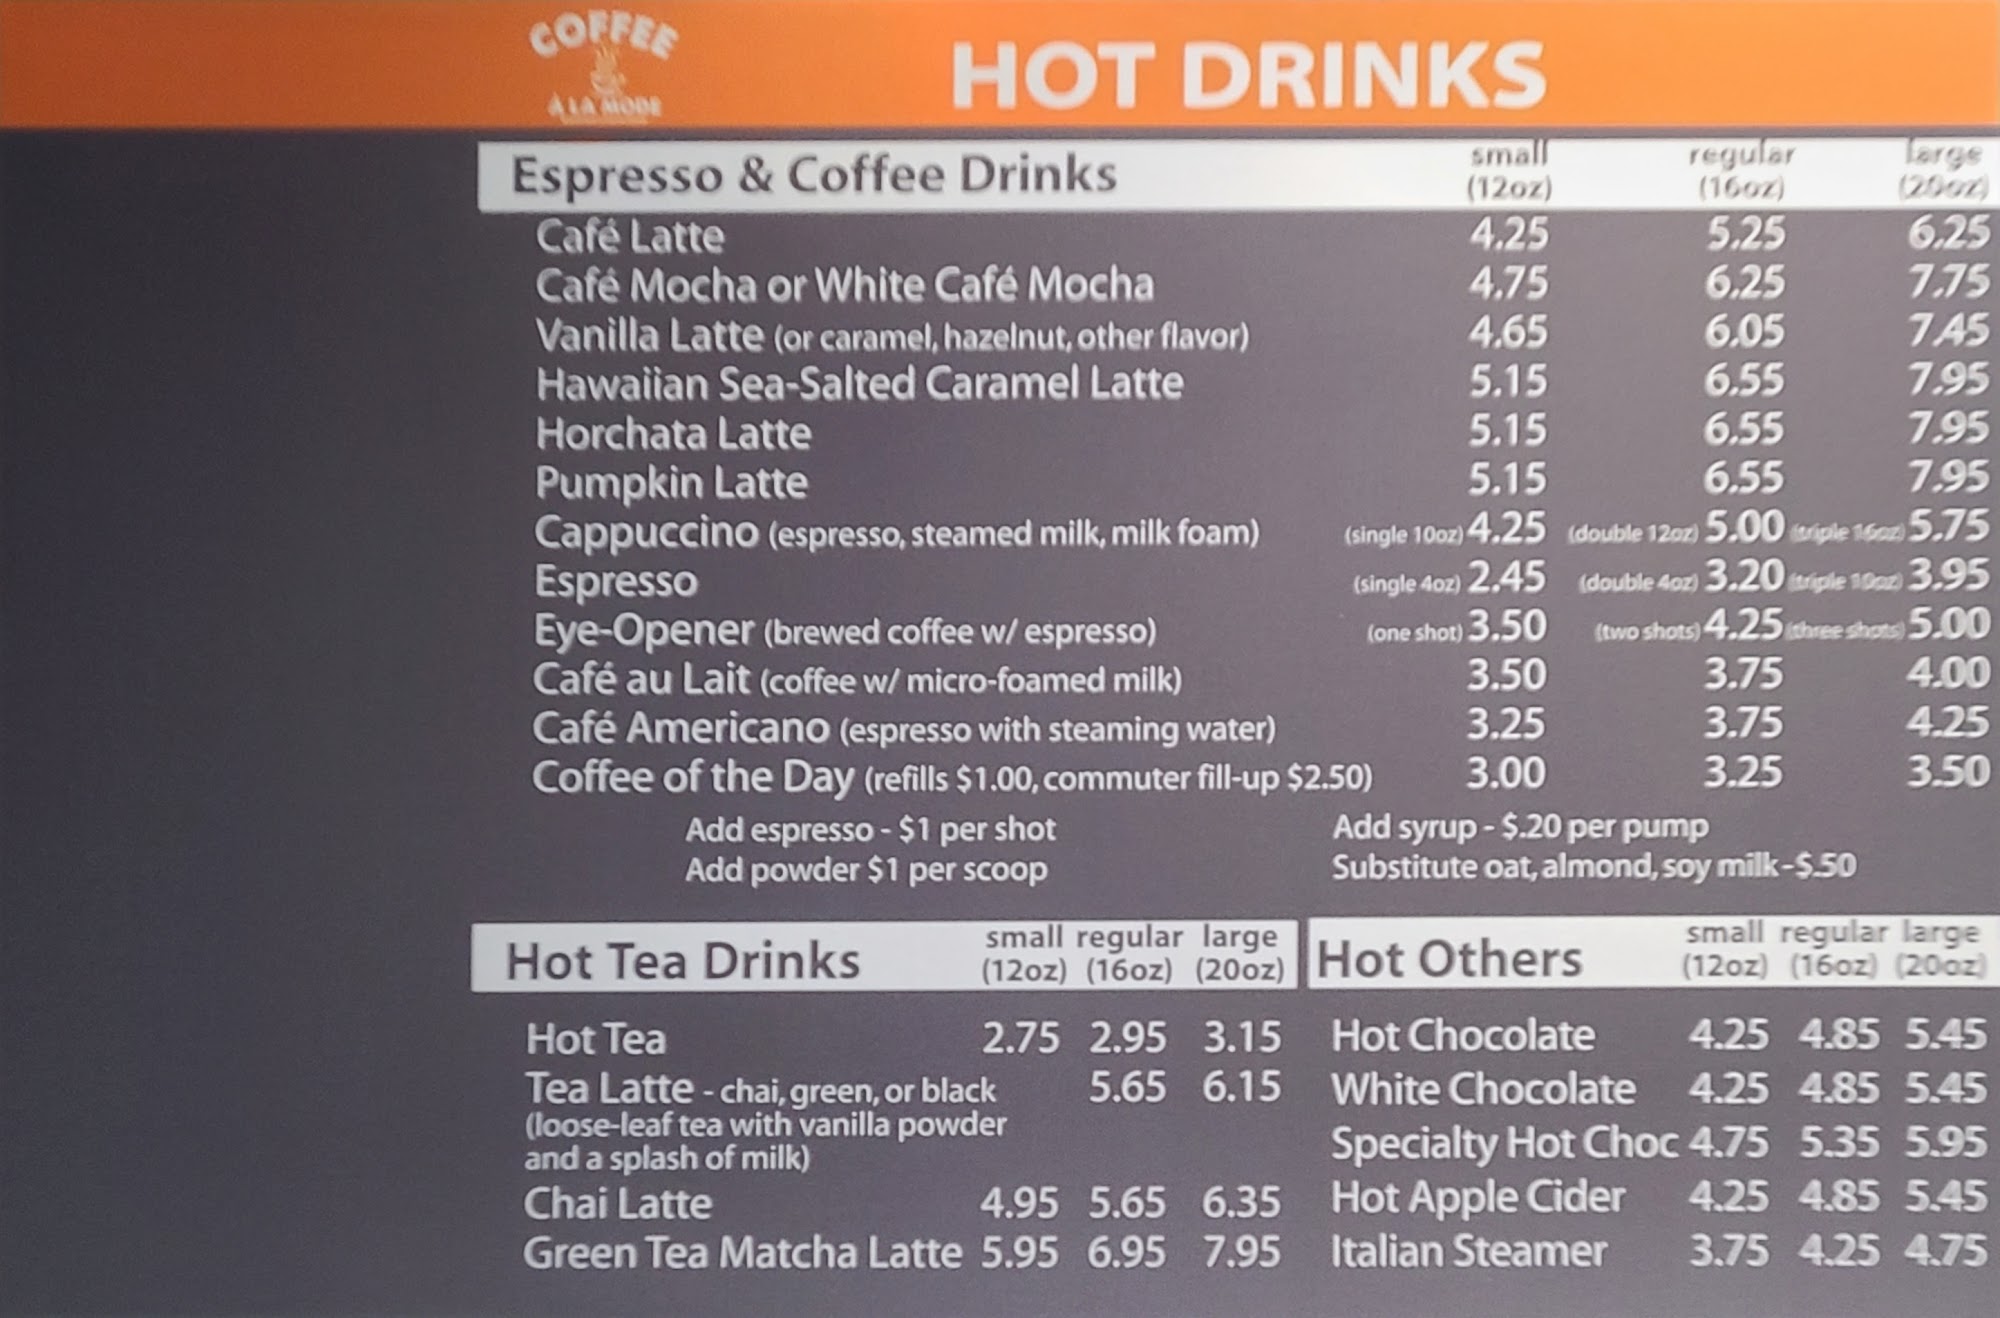 COFFEE
À LA MODE
HOT DRINKS
Espresso & Coffee Drinks small (12oz) regular (16oz) large (20oz)
Café Latte 4.25 5.25 6.25
Café Mocha or White Café Mocha 4.75 6.25 7.75
Vanilla Latte (or caramel, hazelnut, other flavor) 4.65 6.05 7.45
Hawaiian Sea-Salted Caramel Latte 5.15 6.55 7.95
Horchata Latte 5.15 6.55 7.95
Pumpkin Latte 5.15 6.55 7.95
Cappuccino (espresso, steamed milk, milk foam) (single 10oz) 4.25 (double 12oz) 5.00 (triple 16oz) 5.75
Espresso (single 4oz) 2.45 (double 4oz) 3.20 (triple 10oz) 3.95
Eye-Opener (brewed coffee w/ espresso) (one shot) 3.50 (two shots) 4.25 (three shots) 5.00
Café au Lait (coffee w/ micro-foamed milk) 3.50 3.75 4.00
Café Americano (espresso with steaming water) 3.25 3.75 4.25
Coffee of the Day (refills $1.00, commuter fill-up $2.50) 3.00 3.25 3.50
Add espresso - $1 per shot
Add powder $1 per scoop
Add syrup - $.20 per pump
Substitute oat, almond, soy milk -$.50
Hot Tea Drinks small (12oz) regular (16oz) large (20oz)
Hot Tea 2.75 2.95 3.15
Tea Latte - chai, green, or black 5.65 6.15
(loose-leaf tea with vanilla powder
and a splash of milk)
Chai Latte 4.95 5.65 6.35
Green Tea Matcha Latte 5.95 6.95 7.95
Hot Others small (12oz) regular (16oz) large (20oz)
Hot Chocolate 4.25 4.85 5.45
White Chocolate 4.25 4.85 5.45
Specialty Hot Choc 4.75 5.35 5.95
Hot Apple Cider 4.25 4.85 5.45
Italian Steamer 3.75 4.25 4.75